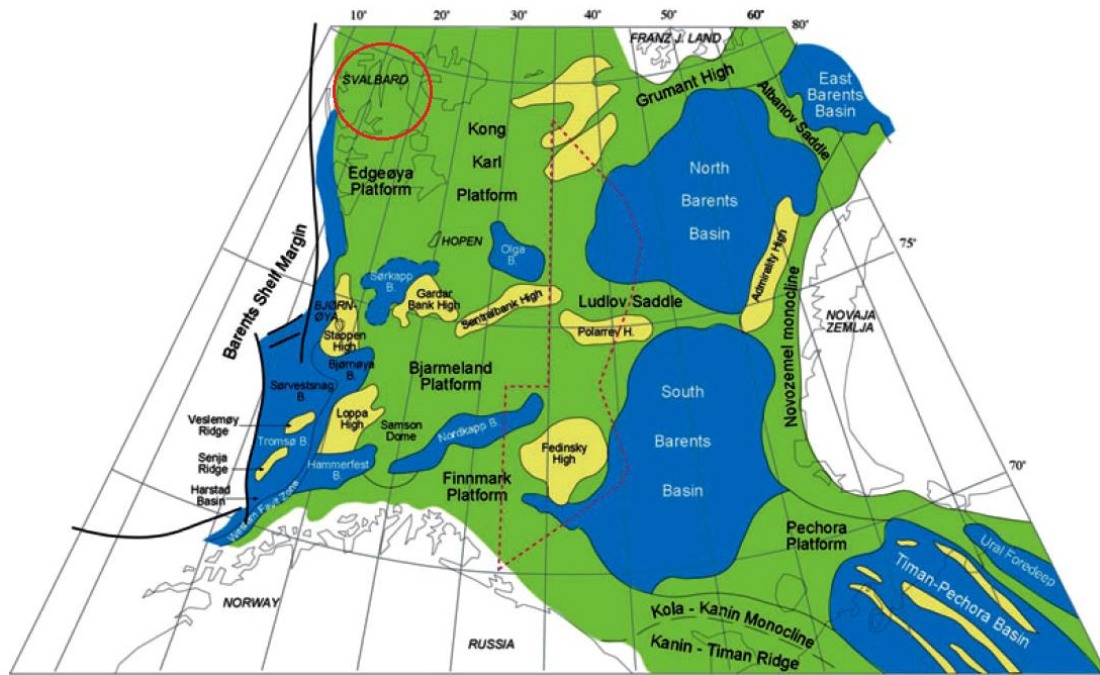 10°
20°
30°
40°
50°
60°
80°
FRANZ J. LAND
SVALBARD
Grumant High
Albanov Saddle
East
Barents
Basin
Kong
Karl
Platform
Edgeøya
Platform
North
Barents
Basin
HOPEN
Olga
B.
75°
Sørkapp
B.
Gardar
Bank High
Sentralbank High
Ludlov Saddle
Admirality High
Barents Shelf Margin
BJØRN-
ØYA
Stappen
High
Polarrev H.
Novozemel monocline
NOVAJA
ZEMLJA
Bjørnøya
B.
Bjarmeland
Platform
Sørvestsnag
B.
South
Barents
Basin
Veslemøy
Ridge
Loppa
High
Samson
Dome
Nordkapp B.
Tromsø B.
Fedinsky
High
Senja
Ridge
Hammerfest
B.
70°
Harstad
Basin
Finnmark
Platform
Western Fault Zone
Pechora
Platform
Ural Foredeep
Timan-Pechora Basin
NORWAY
Kola - Kanin Monocline
RUSSIA
Kanin - Timan Ridge